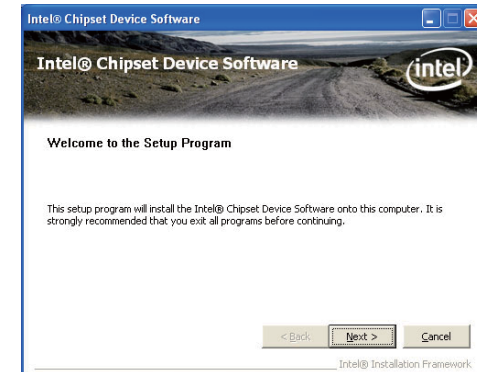 Intel® Chipset Device Software
Intel® Chipset Device Software
intel
Welcome to the Setup Program
This setup program will install the Intel® Chipset Device Software onto this computer. It is
strongly recommended that you exit all programs before continuing.
< Back Next > Cancel
Intel® Installation Framework